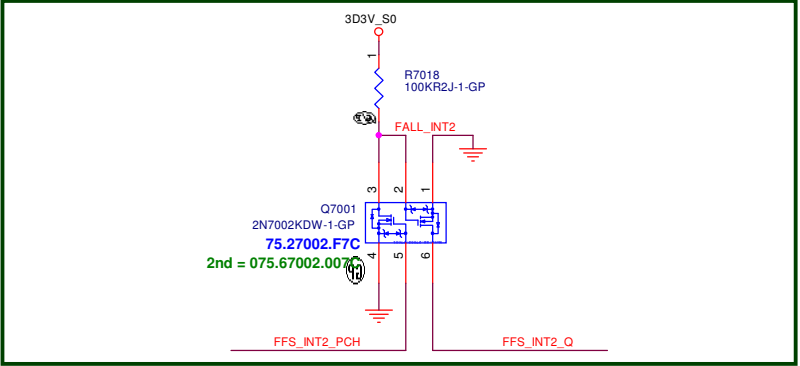 3D3V_S0
1
R7018
100KR2J-1-GP
FALL_INT2
3 2 1
Q7001
2N7002KDW-1-GP
75.27002.F7C
2nd = 075.67002.007C
4 5 6
FFS_INT2_PCH
FFS_INT2_Q